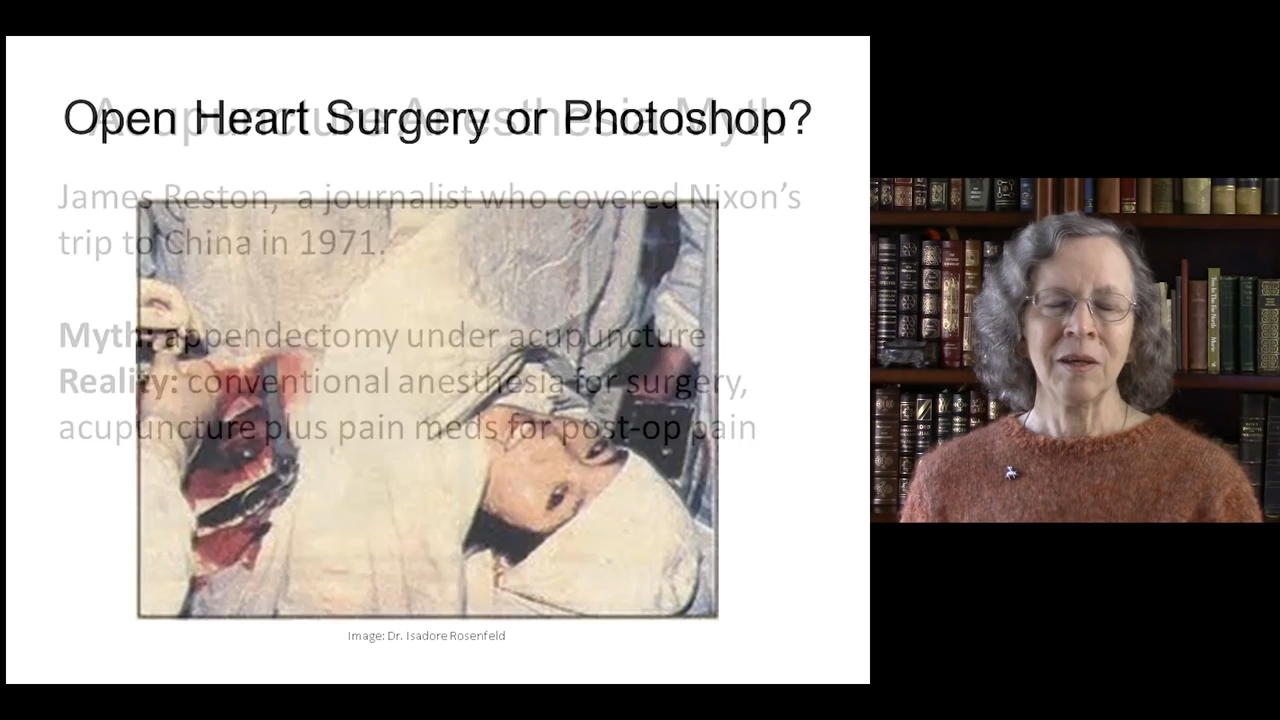 Open Heart Surgery or Photoshop?
Acupuncture Anesthesia Myth
James Reston, a journalist who covered Nixon’s
trip to China in 1971.
Myth: appendectomy under acupuncture
Reality: conventional anesthesia for surgery,
acupuncture plus pain meds for post-op pain
Image: Dr. Isadore Rosenfeld